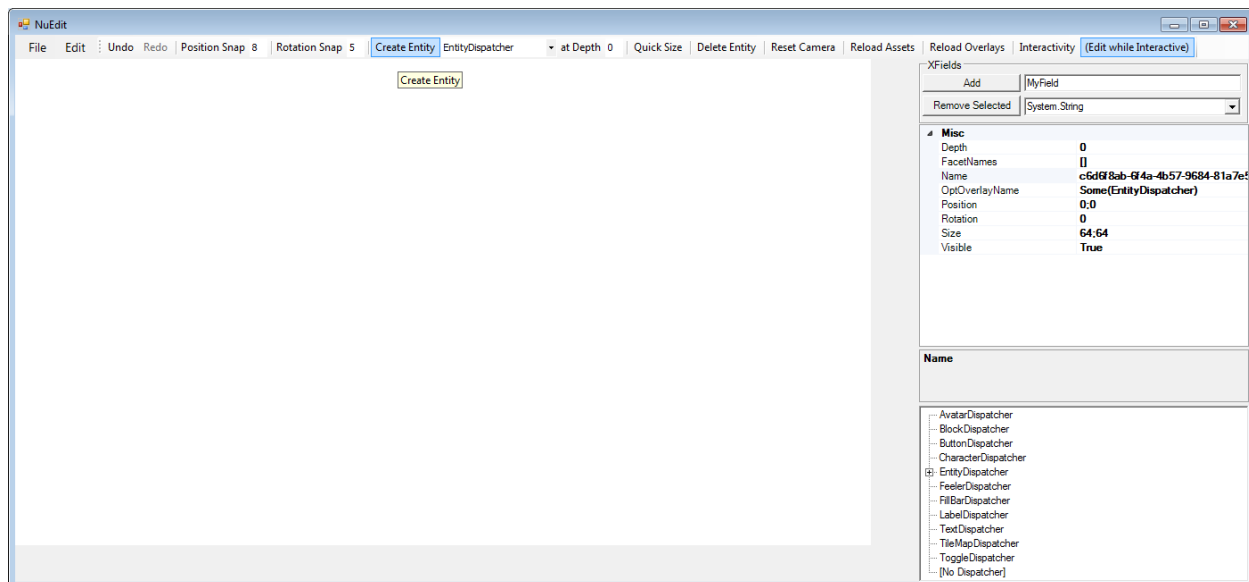 NuEdit
File Edit Undo Redo Position Snap 8 Rotation Snap 5 Create Entity EntityDispatcher at Depth 0 Quick Size Delete Entity Reset Camera Reload Assets Reload Overlays Interactivity (Edit while Interactive)
Create Entity
XFields
Add MyField
Remove Selected System.String
Misc
Depth 0
FacetNames []
Name c6d6f8ab-6f4a-4b57-9684-81a7e5
OptOverlayName Some(EntityDispatcher)
Position 0;0
Rotation 0
Size 64;64
Visible True
Name
AvatarDispatcher
BlockDispatcher
ButtonDispatcher
CharacterDispatcher
EntityDispatcher
FeelerDispatcher
FillBarDispatcher
LabelDispatcher
TextDispatcher
TileMapDispatcher
ToggleDispatcher
[No Dispatcher]